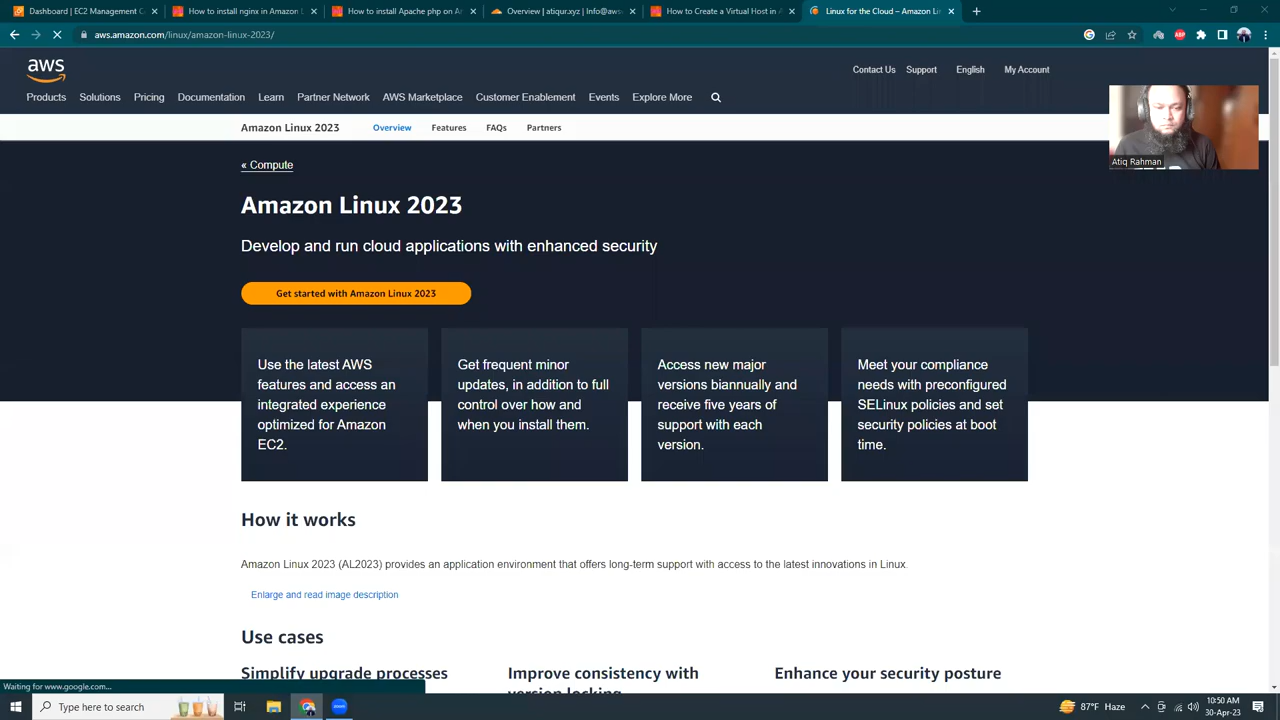 Dashboard | EC2 Management C
How to install nginx in Amazon L
How to install Apache php on Am
Overview | atiqur.xyz | Info@aws
How to Create a Virtual Host in A
Linux for the Cloud – Amazon Lin
aws.amazon.com/linux/amazon-linux-2023/
ABP
aws
Contact Us
Support
English
My Account
Products
Solutions
Pricing
Documentation
Learn
Partner Network
AWS Marketplace
Customer Enablement
Events
Explore More
Amazon Linux 2023
Overview
Features
FAQs
Partners
Atiq Rahman
« Compute
Amazon Linux 2023
Develop and run cloud applications with enhanced security
Get started with Amazon Linux 2023
Use the latest AWS
features and access an
integrated experience
optimized for Amazon
EC2.
Get frequent minor
updates, in addition to full
control over how and
when you install them.
Access new major
versions biannually and
receive five years of
support with each
version.
Meet your compliance
needs with preconfigured
SELinux policies and set
security policies at boot
time.
How it works
Amazon Linux 2023 (AL2023) provides an application environment that offers long-term support with access to the latest innovations in Linux.
Enlarge and read image description
Use cases
Simplify upgrade processes
Improve consistency with
version locking
Enhance your security posture
Waiting for www.google.com...
Type here to search
zoom
87°F Haze
10:50 AM
30-Apr-23